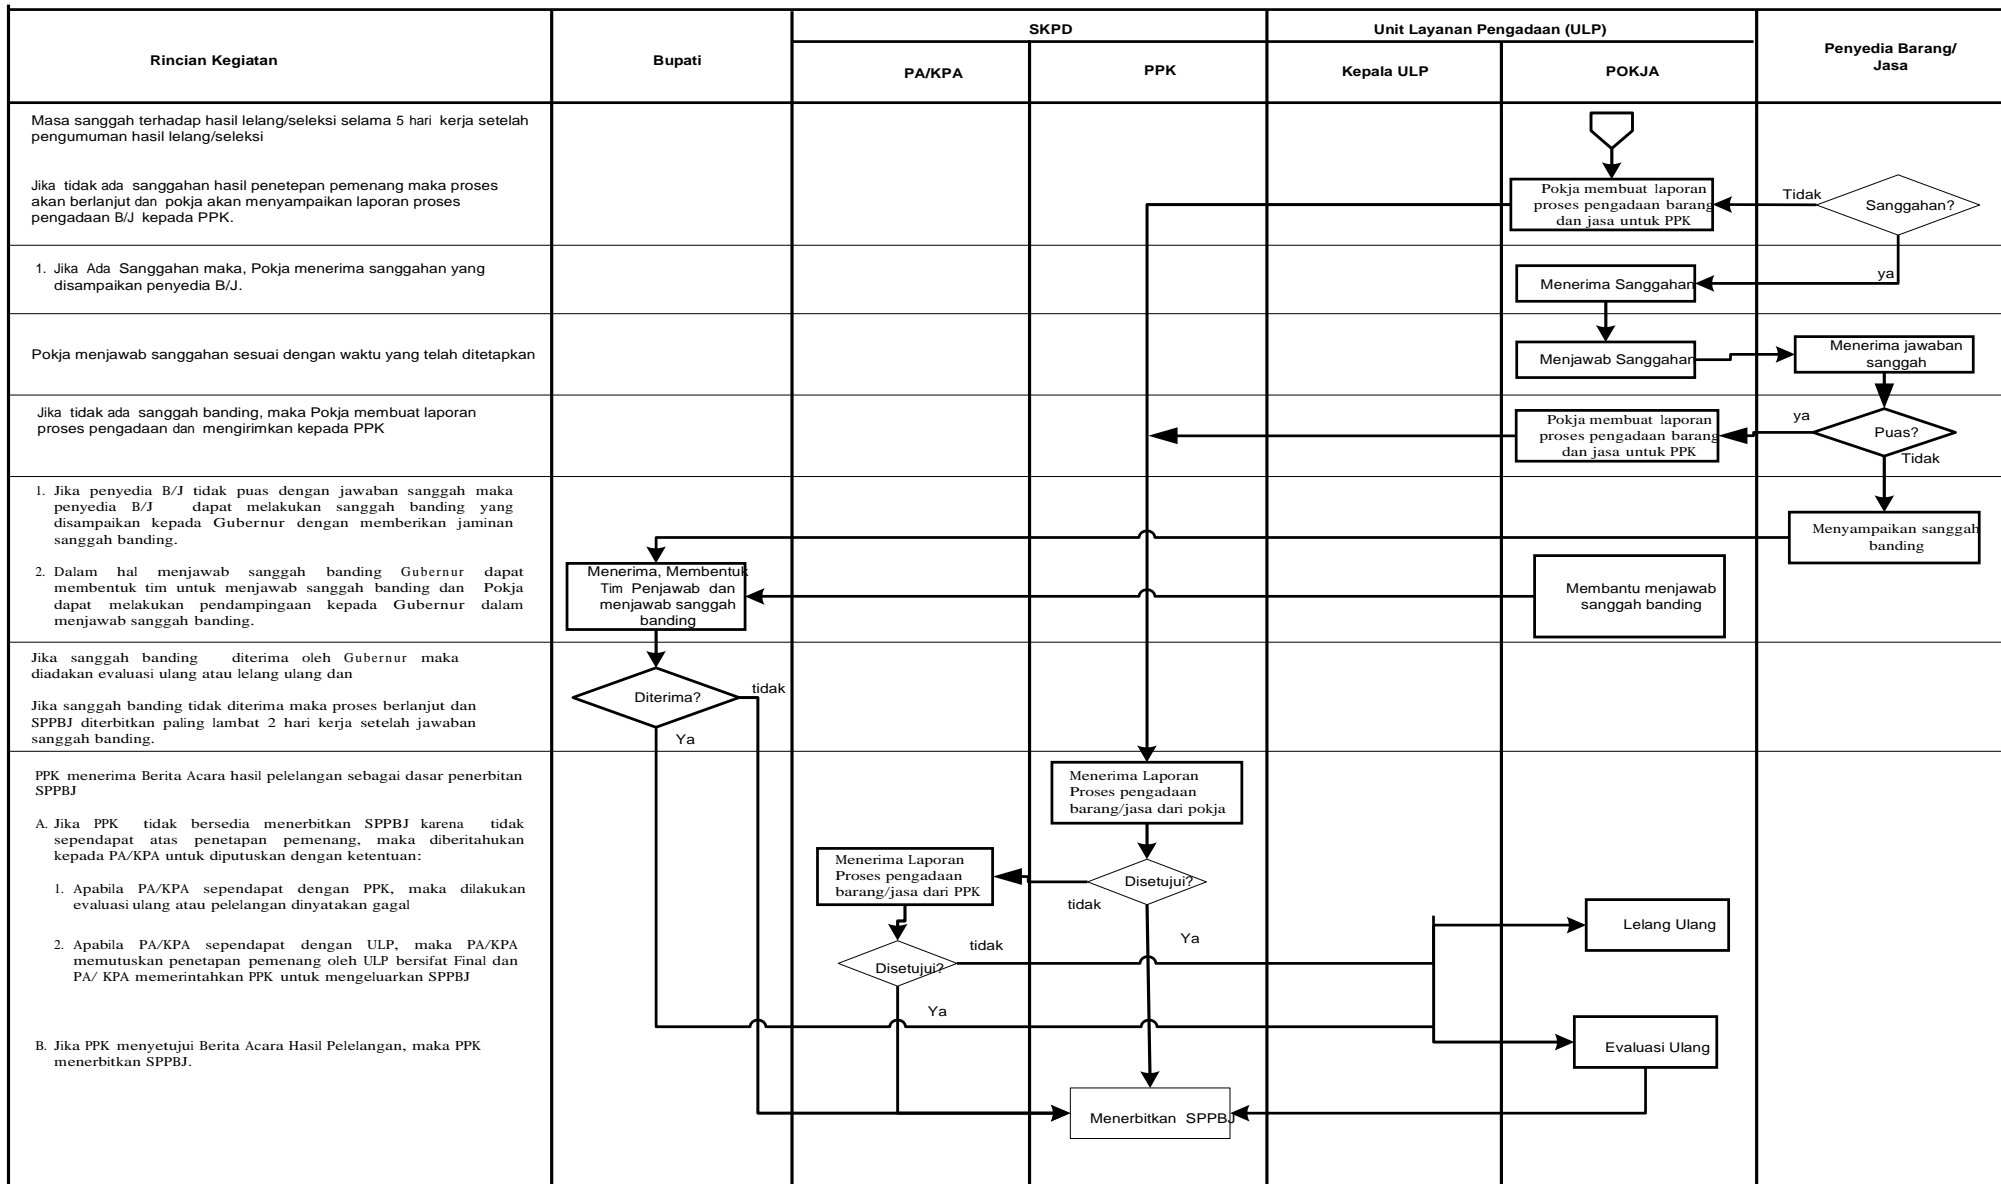 SKPD
Unit Layanan Pengadaan (ULP)
Rincian Kegiatan
Bupati
PA/KPA
PPK
Kepala ULP
POKJA
Penyedia Barang/
Jasa
Masa sanggah terhadap hasil lelang/seleksi selama 5 hari kerja setelah
pengumuman hasil lelang/seleksi
Jika tidak ada sanggahan hasil penetepan pemenang maka proses
akan berlanjut dan pokja akan menyampaikan laporan proses
pengadaan B/J kepada PPK.
Pokja membuat laporan
proses pengadaan barang
dan jasa untuk PPK
Tidak
Sanggahan?
1. Jika Ada Sanggahan maka, Pokja menerima sanggahan yang
disampaikan penyedia B/J.
Menerima Sanggahan
ya
Pokja menjawab sanggahan sesuai dengan waktu yang telah ditetapkan
Menjawab Sanggahan
Menerima jawaban
sanggah
Jika tidak ada sanggah banding, maka Pokja membuat laporan
proses pengadaan dan mengirimkan kepada PPK
Pokja membuat laporan
proses pengadaan barang
dan jasa untuk PPK
ya
Puas?
Tidak
1. Jika penyedia B/J tidak puas dengan jawaban sanggah maka
penyedia B/J dapat melakukan sanggah banding yang
disampaikan kepada Gubernur dengan memberikan jaminan
sanggah banding.
2. Dalam hal menjawab sanggah banding Gubernur dapat
membentuk tim untuk menjawab sanggah banding dan Pokja
dapat melakukan pendampingaan kepada Gubernur dalam
menjawab sanggah banding.
Menerima, Membentuk
Tim Penjawab dan
menjawab sanggah
banding
Membantu menjawab
sanggah banding
Menyampaikan sanggah
banding
Jika sanggah banding diterima oleh Gubernur maka
diadakan evaluasi ulang atau lelang ulang dan
Jika sanggah banding tidak diterima maka proses berlanjut dan
SPPBJ diterbitkan paling lambat 2 hari kerja setelah jawaban
sanggah banding.
Diterima?
tidak
Ya
PPK menerima Berita Acara hasil pelelangan sebagai dasar penerbitan
SPPBJ
A. Jika PPK tidak bersedia menerbitkan SPPBJ karena tidak
sependapat atas penetapan pemenang, maka diberitahukan
kepada PA/KPA untuk diputuskan dengan ketentuan:
1. Apabila PA/KPA sependapat dengan PPK, maka dilakukan
evaluasi ulang atau pelelangan dinyatakan gagal
2. Apabila PA/KPA sependapat dengan ULP, maka PA/KPA
memutuskan penetapan pemenang oleh ULP bersifat Final dan
PA/ KPA memerintahkan PPK untuk mengeluarkan SPPBJ
B. Jika PPK menyetujui Berita Acara Hasil Pelelangan, maka PPK
menerbitkan SPPBJ.
Menerima Laporan
Proses pengadaan
barang/jasa dari pokja
Menerima Laporan
Proses pengadaan
barang/jasa dari PPK
Disetujui?
tidak
Ya
Disetujui?
tidak
Ya
Lelang Ulang
Evaluasi Ulang
Menerbitkan SPPBJ